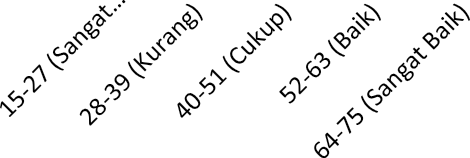 15-27 (Sangat...
28-39 (Kurang)
40-51 (Cukup)
52-63 (Baik)
64-75 (Sangat Baik)